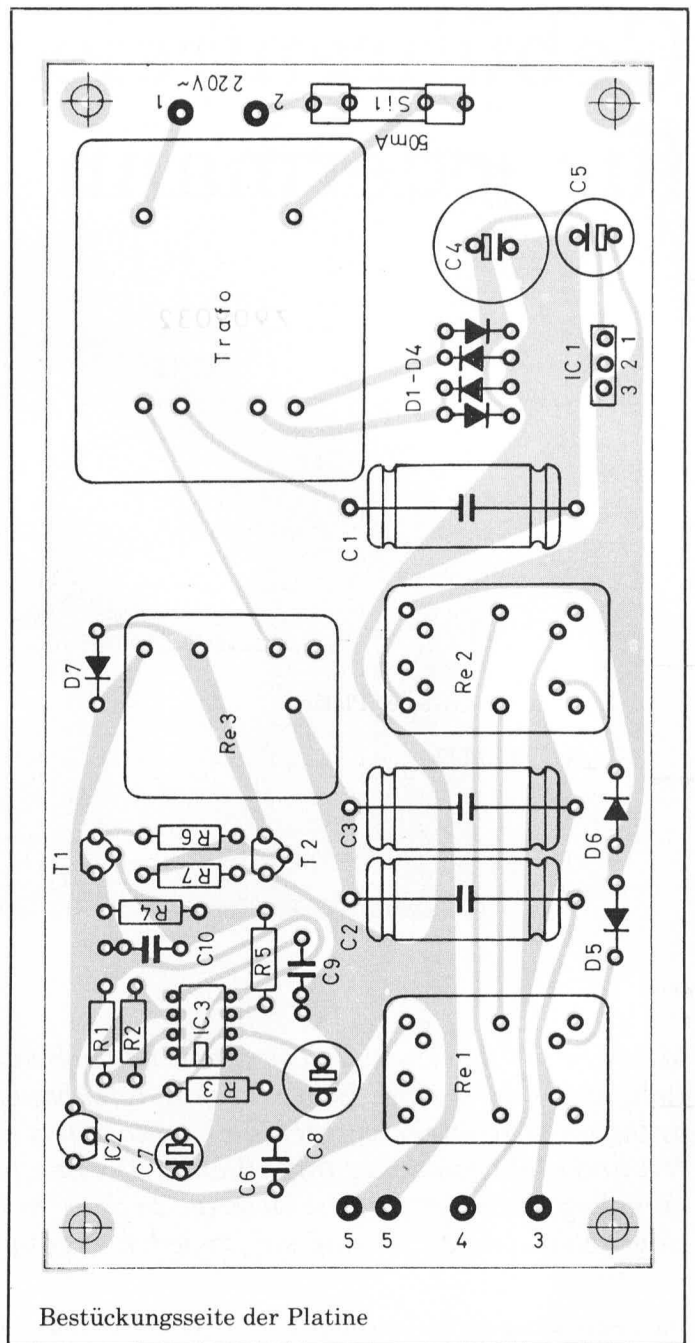 220V~
1
2
Si1
50mA
C5
C4
Trafo
D1-D4
IC1
3 2 1
C1
D7
Re3
Re2
T1
R6
R7
T2
C3
D6
R4
C10
R5
C9
C2
D5
R1
R2
IC3
R3
Re1
IC2
C7
C6
C8
5
5
4
3
Bestückungsseite der Platine